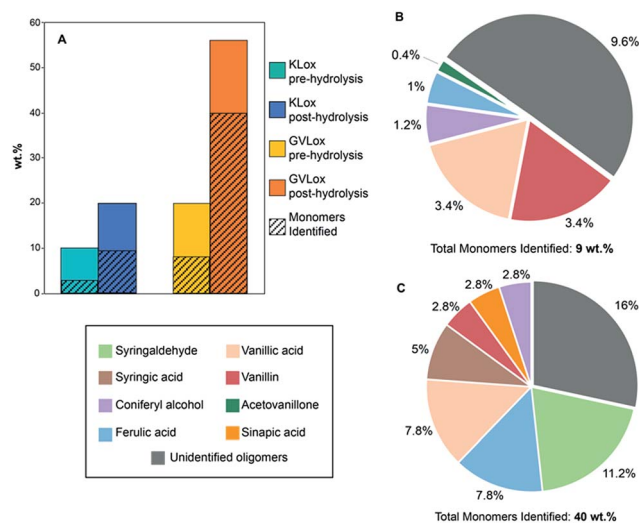 A
60
50
40
30
20
10
0
wt.%
KLox
pre-hydrolysis
KLox
post-hydrolysis
GVLox
pre-hydrolysis
GVLox
post-hydrolysis
Monomers
Identified
B
9.6%
0.4%
1%
1.2%
3.4%
3.4%
Total Monomers Identified: 9 wt.%
Syringaldehyde
Vanillic acid
Syringic acid
Vanillin
Coniferyl alcohol
Acetovanillone
Ferulic acid
Sinapic acid
Unidentified oligomers
C
2.8%
2.8%
2.8%
16%
5%
7.8%
7.8%
11.2%
Total Monomers Identified: 40 wt.%